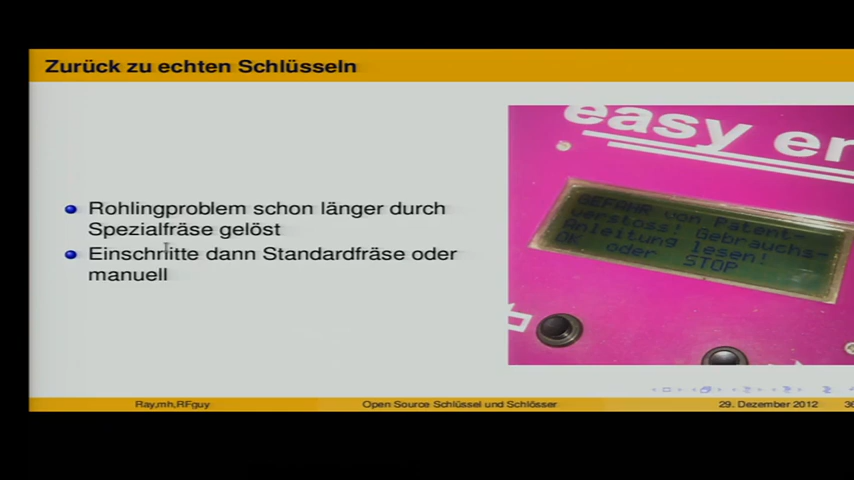 Zurück zu echten Schlüsseln
Rohlingproblem schon länger durch
Spezialfräse gelöst
Einschnitte dann Standardfräse oder
manuell
easy en
GEFAHR von Patent-
verstoss! Gebrauchs-
Anleitung lesen!
OK oder STOP
Ray,mh,RFguy
Open Source Schlüssel und Schlösser
29. Dezember 2012
36